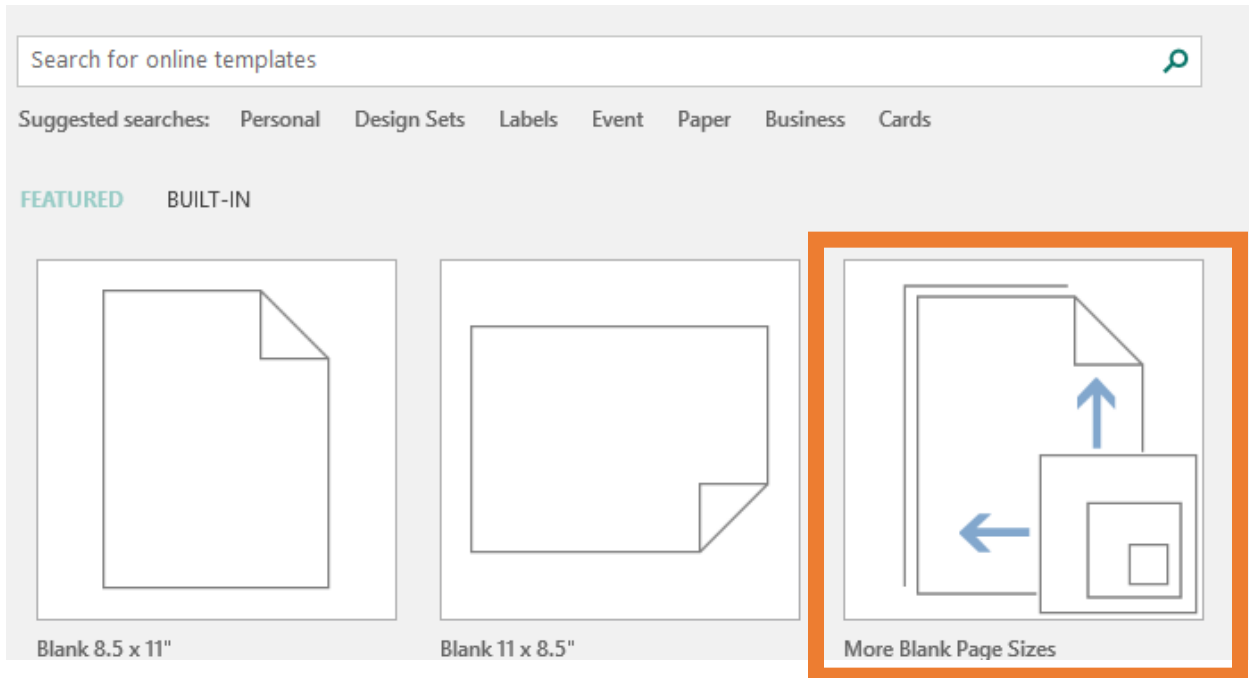 Search for online templates
Suggested searches: Personal Design Sets Labels Event Paper Business Cards
FEATURED BUILT-IN
Blank 8.5 x 11" Blank 11 x 8.5" More Blank Page Sizes